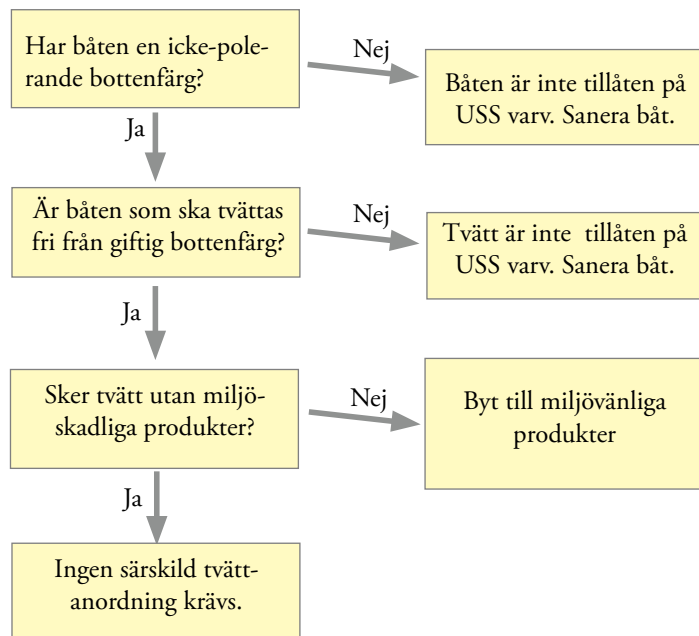 Har båten en icke-pole-
rande bottenfärg?
Nej
Båten är inte tillåten på
USS varv. Sanera båt.
Ja
Är båten som ska tvättas
fri från giftig bottenfärg?
Nej
Tvätt är inte tillåten på
USS varv. Sanera båt.
Ja
Sker tvätt utan miljö-
skadliga produkter?
Nej
Byt till miljövänliga
produkter
Ja
Ingen särskild tvätt-
anordning krävs.